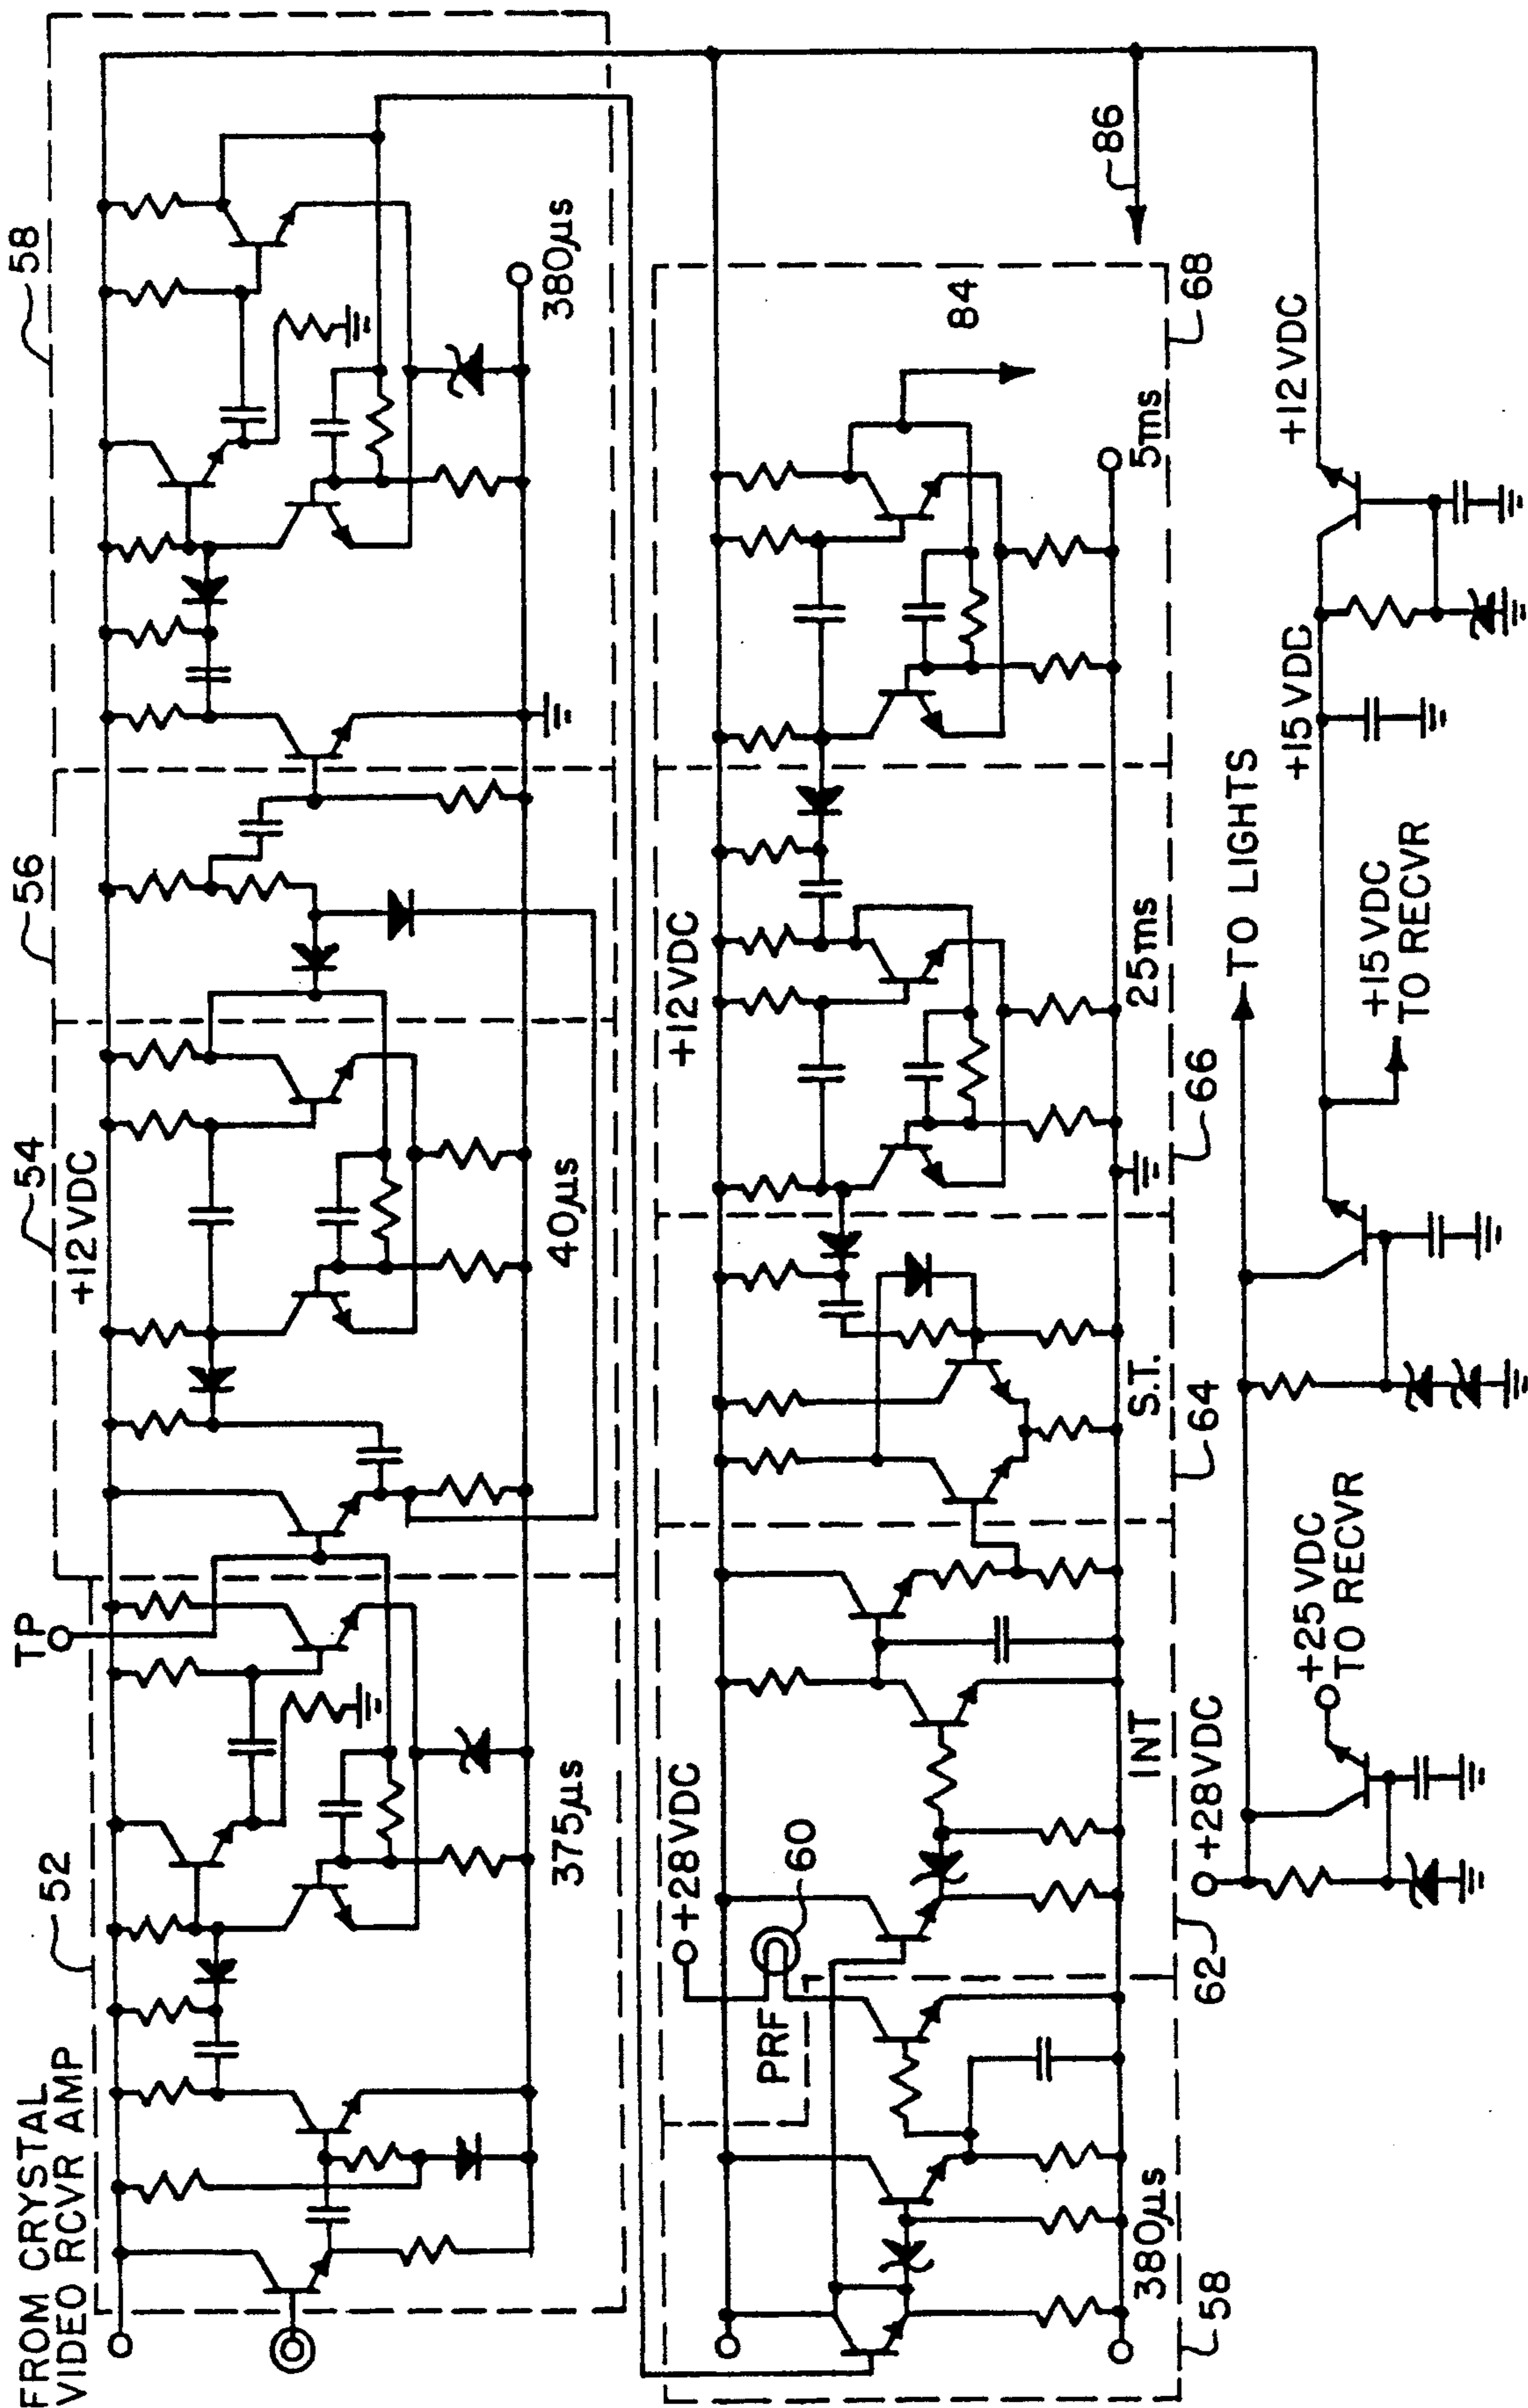 FROM CRYSTAL
VIDEO RCVR AMP
52
TP
54
+12VDC
56
58
375µs
40µs
380µs
+28VDC
60
PRF
+12VDC
84
86
380µs
INT
S.T.
25ms
5ms
58
62
64
66
68
+28VDC
+25VDC
TO RECVR
TO LIGHTS
+15VDC
TO RECVR
+15VDC
+12VDC